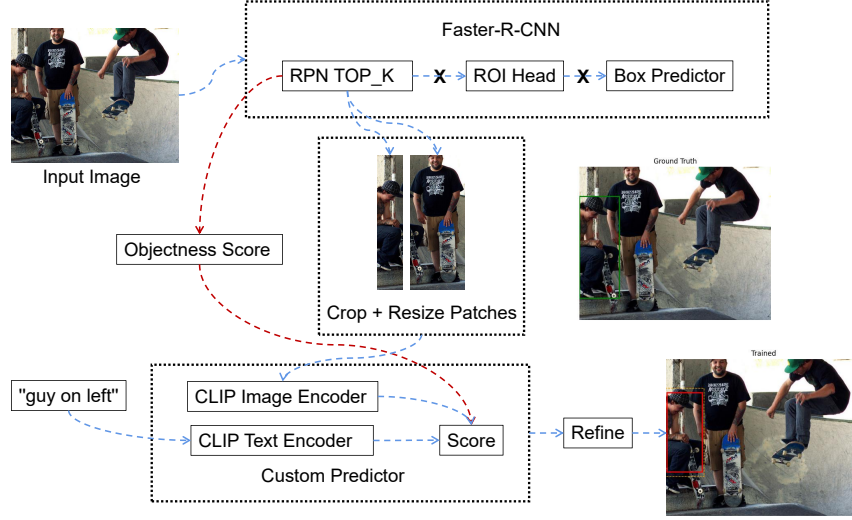 Faster-R-CNN
RPN TOP_K
X
ROI Head
X
Box Predictor
Input Image
Ground Truth
Objectness Score
Crop + Resize Patches
Trained
"guy on left"
CLIP Image Encoder
CLIP Text Encoder
Score
Refine
Custom Predictor